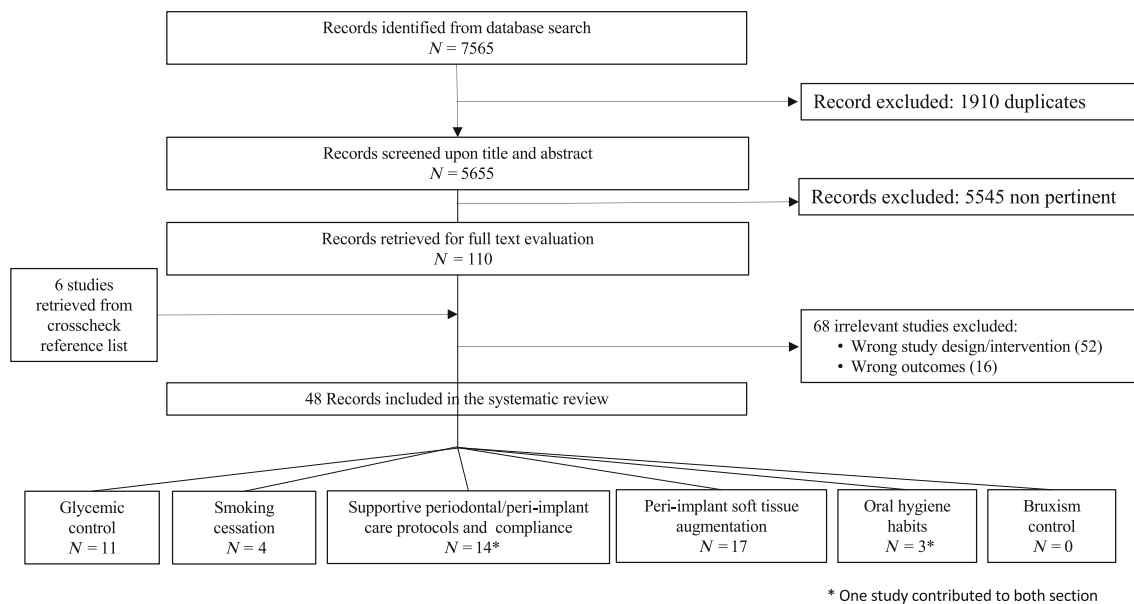 Records identified from database search
N = 7565
Record excluded: 1910 duplicates
Records screened upon title and abstract
N = 5655
Records excluded: 5545 non pertinent
Records retrieved for full text evaluation
N = 110
6 studies
retrieved from
crosscheck
reference list
68 irrelevant studies excluded:
• Wrong study design/intervention (52)
• Wrong outcomes (16)
48 Records included in the systematic review
Glycemic
control
N = 11
Smoking
cessation
N = 4
Supportive periodontal/peri-implant
care protocols and compliance
N = 14*
Peri-implant soft tissue
augmentation
N = 17
Oral hygiene
habits
N = 3*
Bruxism
control
N = 0
* One study contributed to both section